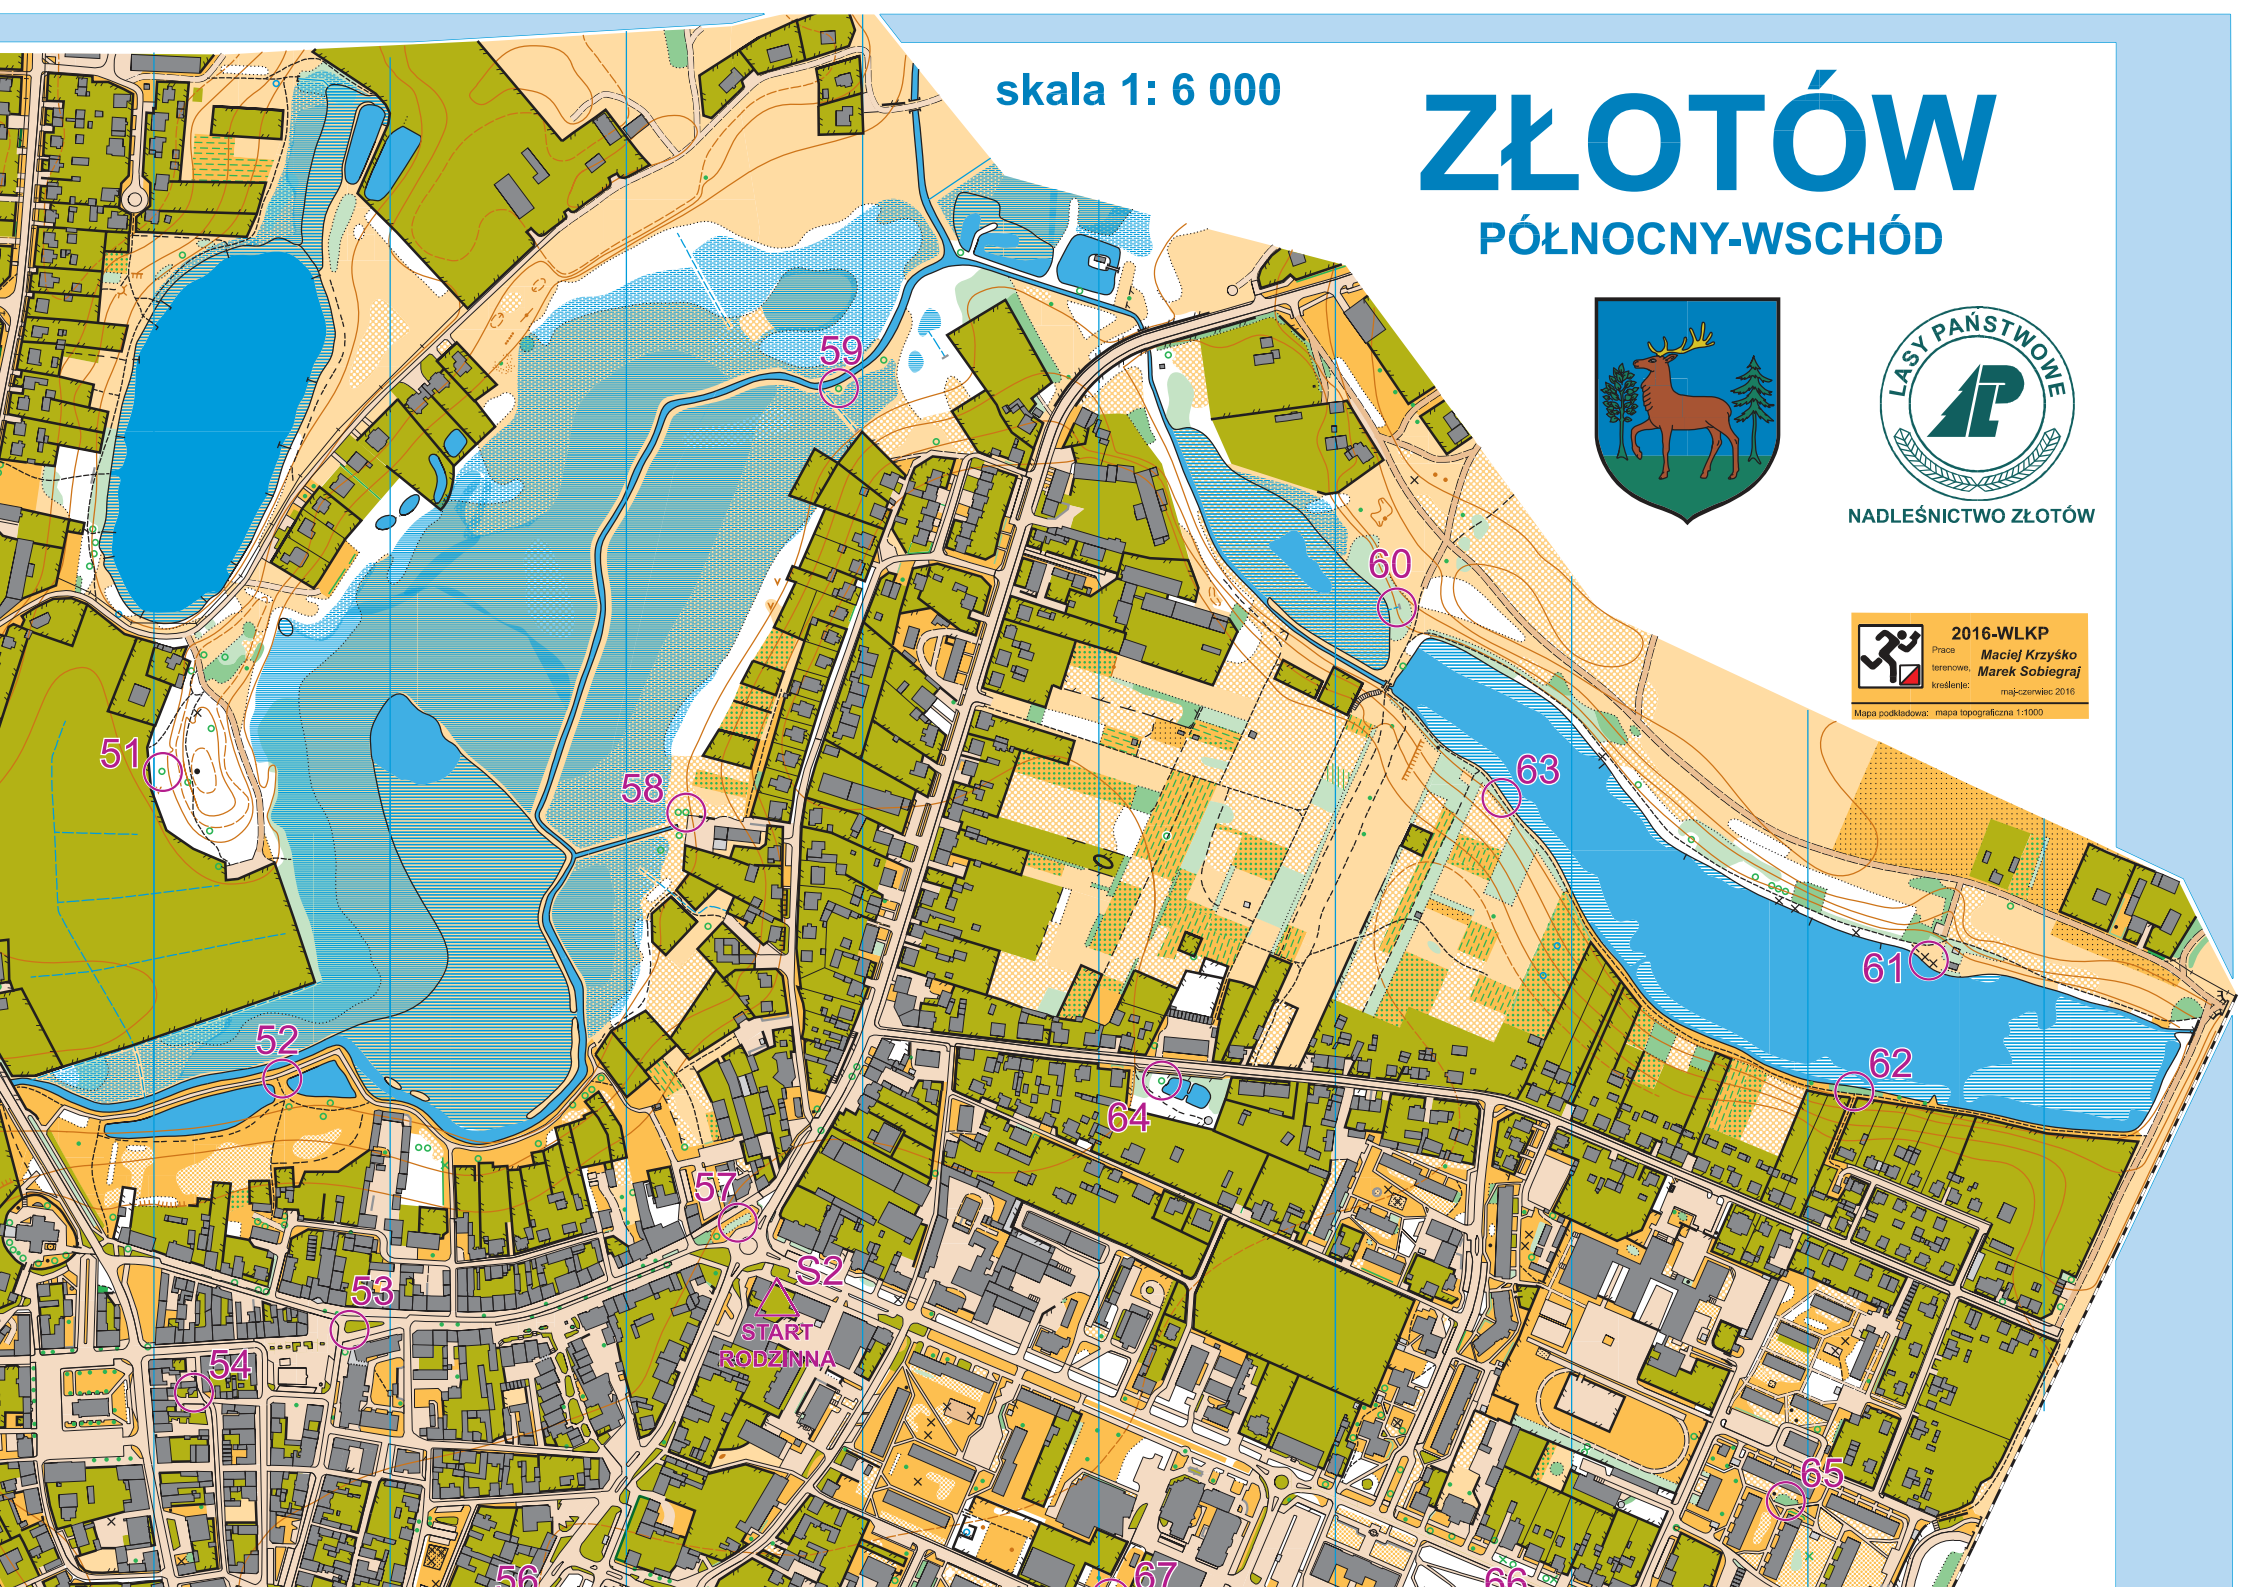 skala 1: 6 000
ZŁOTÓW
PÓŁNOCNY-WSCHÓD
LASY PAŃSTWOWE
NADLEŚNICTWO ZŁOTÓW
2016-WLKP
Prace terenowe, kreślenie:
Maciej Krzyśko
Marek Sobiegraj
maj-czerwiec 2016
Mapa podkładowa: mapa topograficzna 1:1000
59
60
51
58
63
61
52
62
64
57
S2
53
START
RODZINNA
54
65
56
67
66